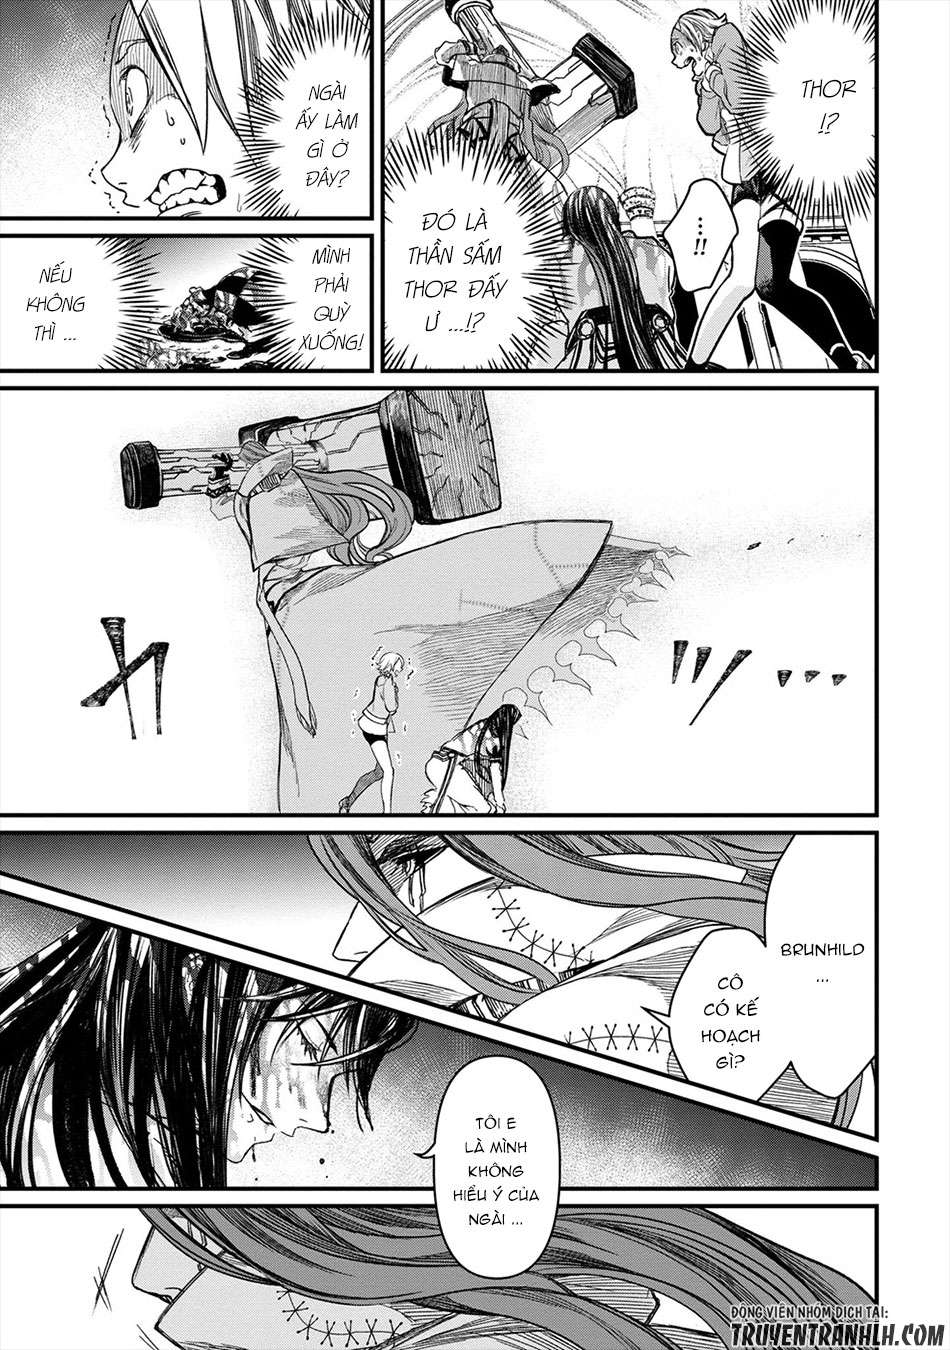 THOR
!?
...!!
ĐÓ LÀ
THẦN SẤM
THOR ĐẤY
Ư ...!?
NGÀI
ẤY LÀM
GÌ Ở
ĐÂY?
MÌNH
PHẢI
QUỲ
XUỐNG!
NẾU
KHÔNG
THÌ ...
カ
ツ...
BRUNHILD
...
CÔ
CÓ KẾ
HOẠCH
GÌ?
TÔI E
LÀ MÌNH
KHÔNG
HIỂU Ý CỦA
NGÀI ...
ĐỘNG VIÊN NHÓM DỊCH TẠI:
TRUYENTRANHLH.COM